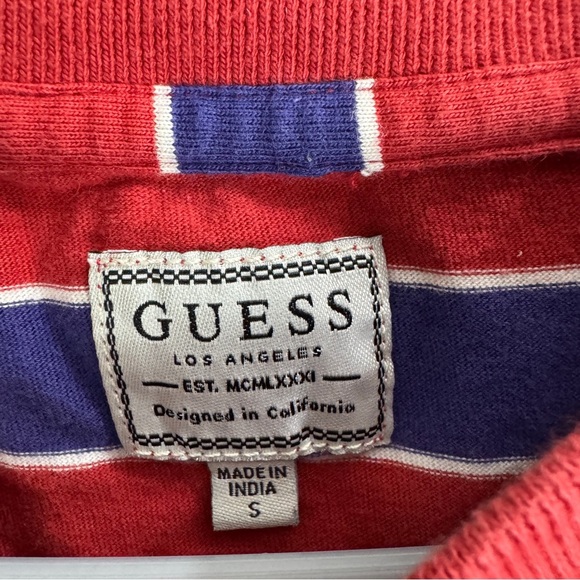 GUESS
LOS ANGELES
EST. MCMLXXXI
Designed in California
MADE IN
INDIA
S